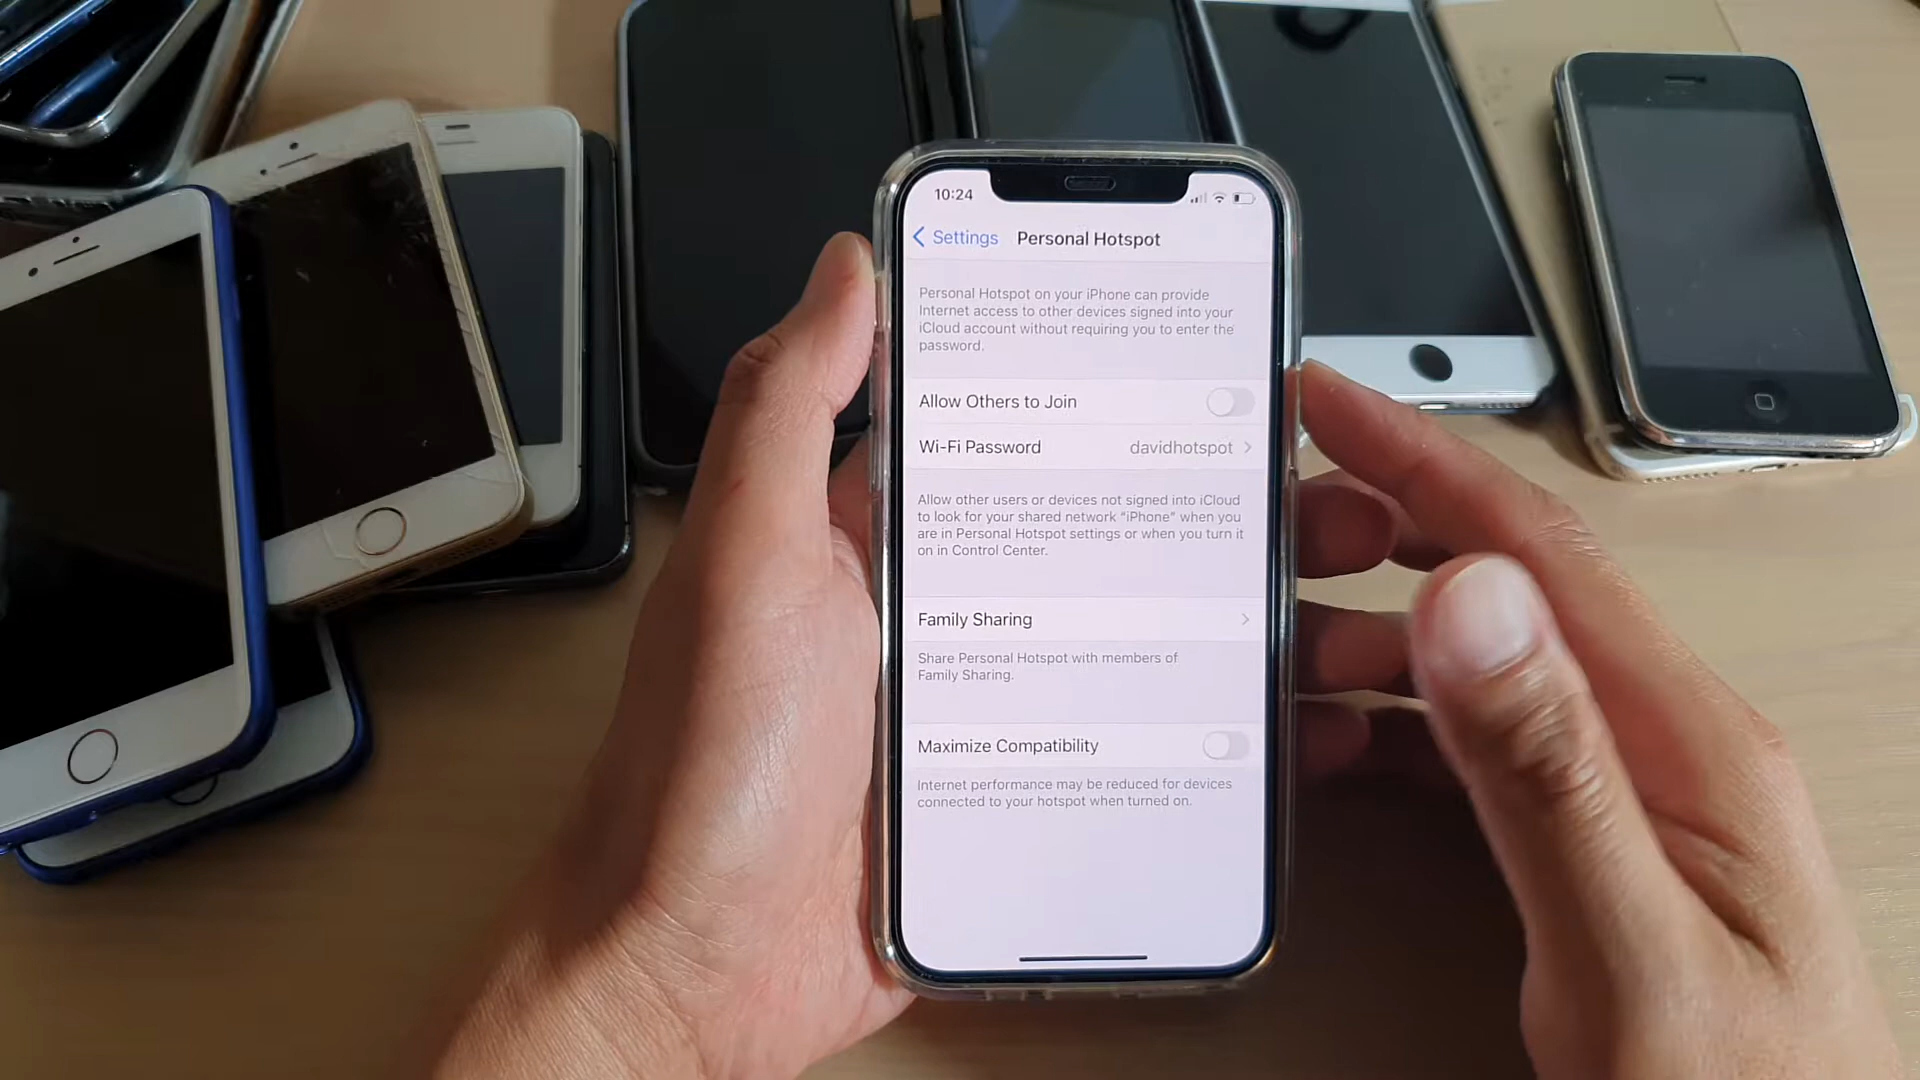 10:24
Settings Personal Hotspot
Personal Hotspot on your iPhone can provide
Internet access to other devices signed into your
iCloud account without requiring you to enter the
password.
Allow Others to Join
Wi-Fi Password davidhotspot
Allow other users or devices not signed into iCloud
to look for your shared network “iPhone” when you
are in Personal Hotspot settings or when you turn it
on in Control Center.
Family Sharing
Share Personal Hotspot with members of
Family Sharing.
Maximize Compatibility
Internet performance may be reduced for devices
connected to your hotspot when turned on.